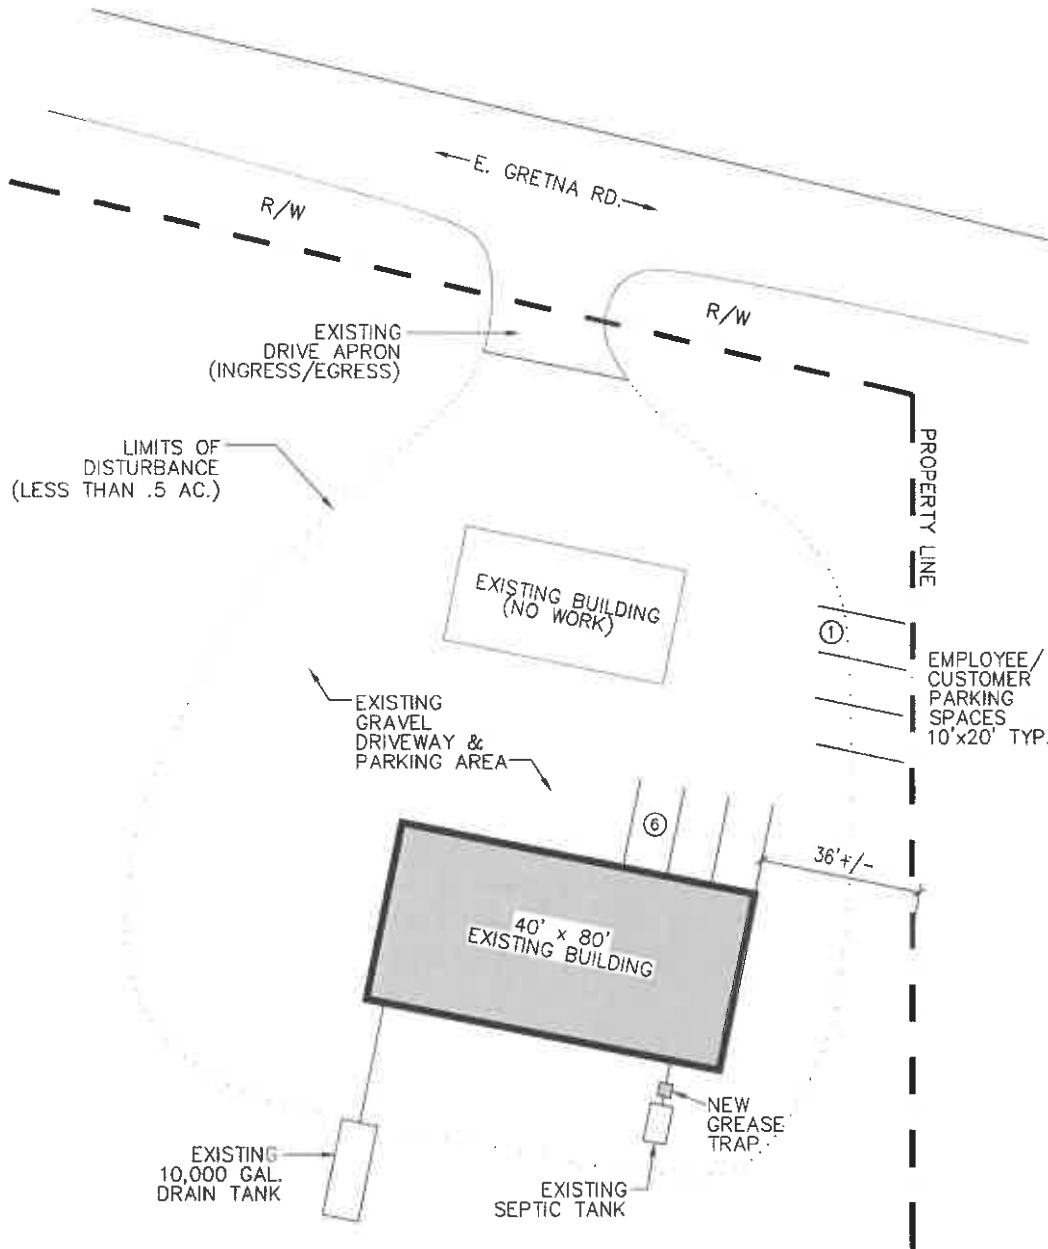 E. GRETNA RD.
R/W
R/W
EXISTING
DRIVE APRON
(INGRESS/EGRESS)
LIMITS OF
DISTURBANCE
(LESS THAN .5 AC.)
PROPERTY LINE
EXISTING BUILDING
(NO WORK)
1
EMPLOYEE/
CUSTOMER
PARKING
SPACES
10'x20' TYP.
EXISTING
GRAVEL
DRIVEWAY &
PARKING AREA
6
36'+/-
40' x 80'
EXISTING BUILDING
NEW
GREASE
TRAP
EXISTING
10,000 GAL.
DRAIN TANK
EXISTING
SEPTIC TANK